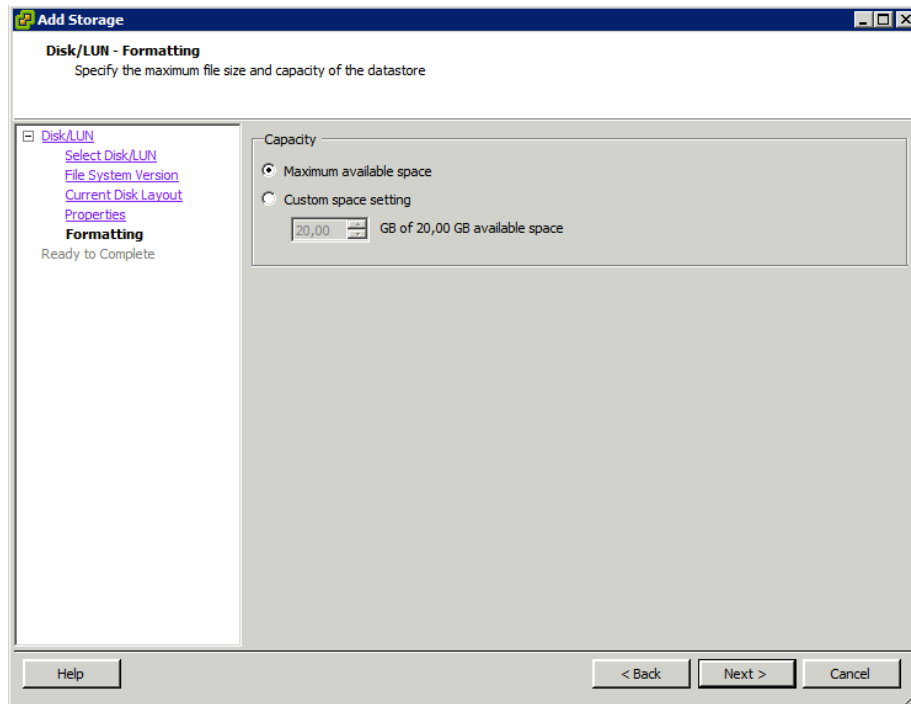 Add Storage
Disk/LUN - Formatting
Specify the maximum file size and capacity of the datastore
Disk/LUN
Select Disk/LUN
File System Version
Current Disk Layout
Properties
Formatting
Ready to Complete
Capacity
Maximum available space
Custom space setting
20,00 GB of 20,00 GB available space
Help
< Back
Next >
Cancel